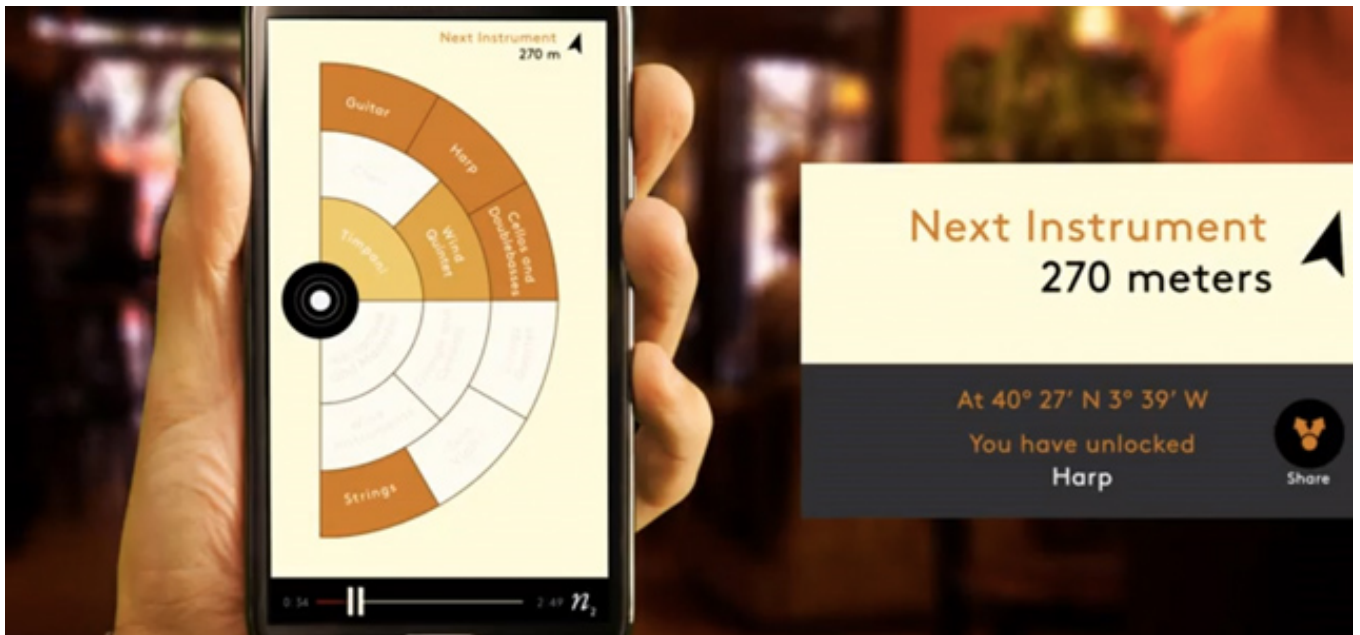 Next Instrument
270 m
Guitar
Harp
Cellos and
Doublebasses
Wind
Quintet
Timpani
Strings
0:34
2:49
n2
Next Instrument
270 meters
At 40° 27′ N 3° 39′ W
You have unlocked
Harp
Share